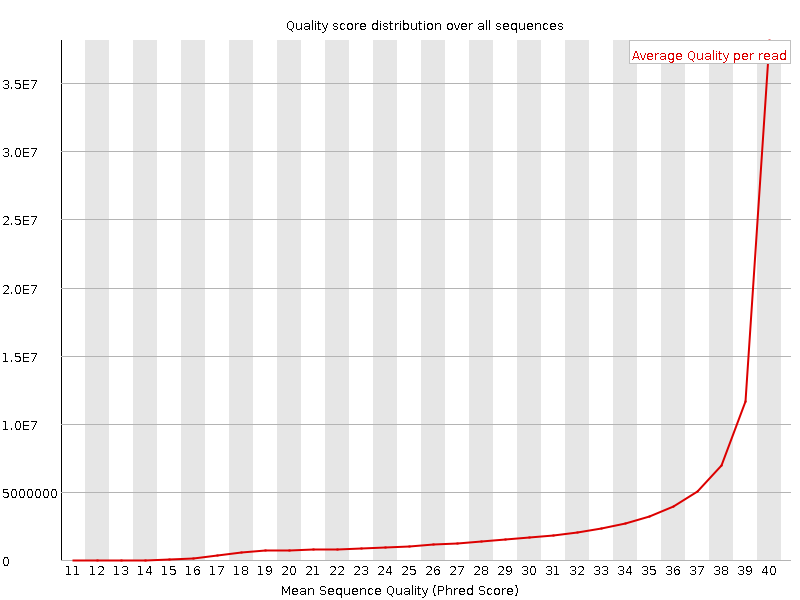 Quality score distribution over all sequences
Average Quality per read
3.5E7
3.0E7
2.5E7
2.0E7
1.5E7
1.0E7
5000000
0
11 12 13 14 15 16 17 18 19 20 21 22 23 24 25 26 27 28 29 30 31 32 33 34 35 36 37 38 39 40
Mean Sequence Quality (Phred Score)